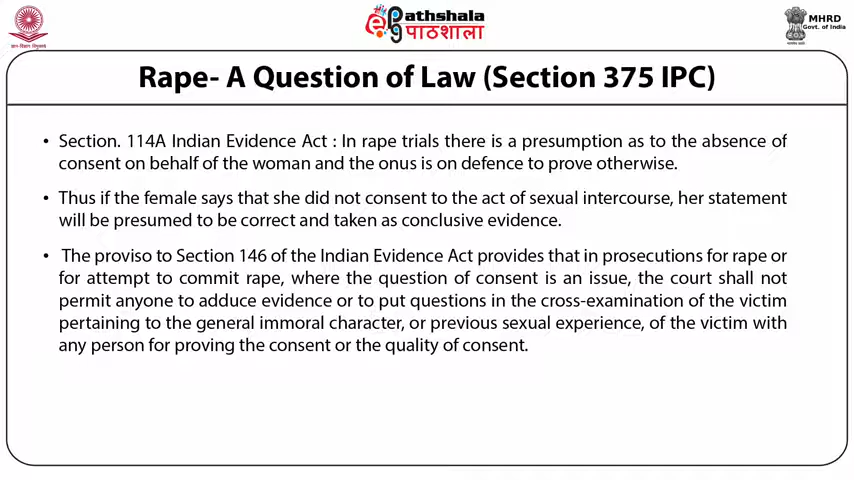 ePathshala
पाठशाला
MHRD
Govt. of India
Rape- A Question of Law (Section 375 IPC)
• Section. 114A Indian Evidence Act : In rape trials there is a presumption as to the absence of
consent on behalf of the woman and the onus is on defence to prove otherwise.
• Thus if the female says that she did not consent to the act of sexual intercourse, her statement
will be presumed to be correct and taken as conclusive evidence.
• The proviso to Section 146 of the Indian Evidence Act provides that in prosecutions for rape or
for attempt to commit rape, where the question of consent is an issue, the court shall not
permit anyone to adduce evidence or to put questions in the cross-examination of the victim
pertaining to the general immoral character, or previous sexual experience, of the victim with
any person for proving the consent or the quality of consent.